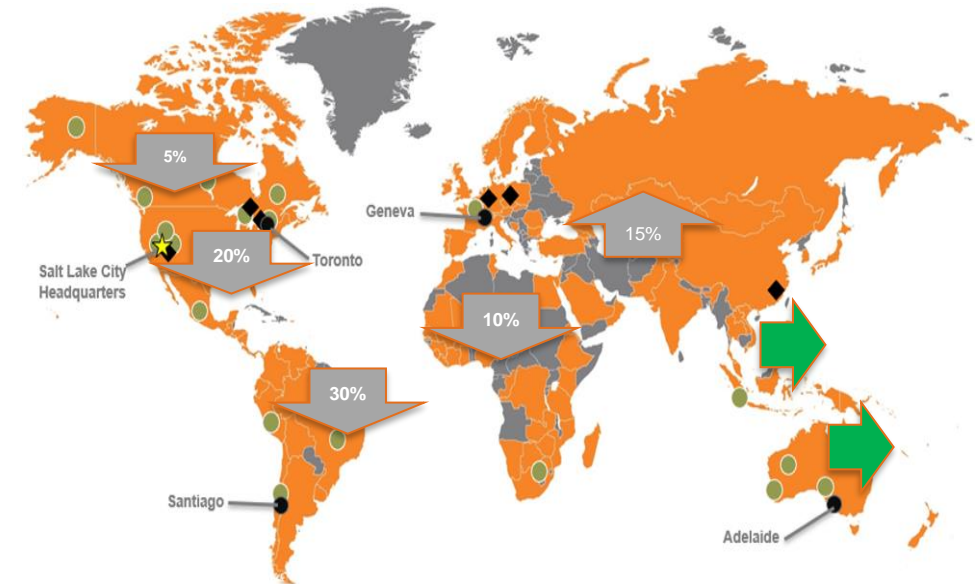 5%
Geneva
15%
20%
Toronto
Salt Lake City
Headquarters
10%
30%
Santiago
Adelaide